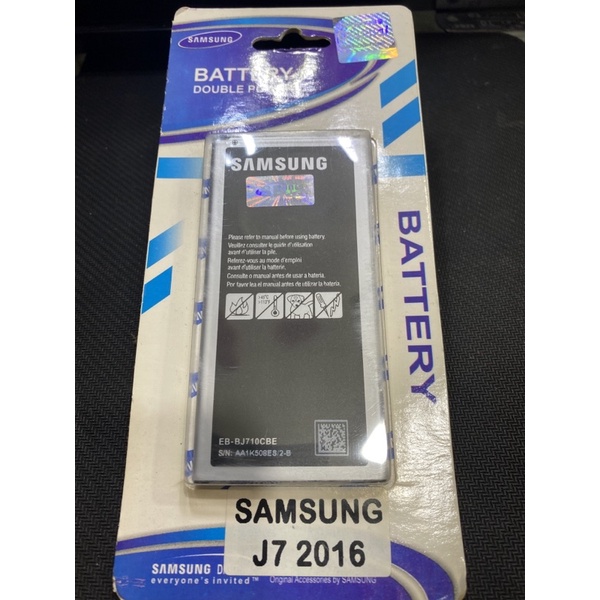 SAMSUNG
BATTERY
DOUBLE
SAMSUNG
Please refer to manual before using battery.
Veuillez consulter le guide d'utilisation
avant d'utiliser la pile.
Referez-vous au mode d'emploi
avant d'utiliser la batterie.
Consulte o manual antes de usar a bateria.
Por favor lea el manual antes de utilizar la bateria.
EB-BJ710CBE
S/N: AA1K508ES/2-B
BATTERY
SAMSUNG
J7 2016
SAMSUNG
everyone's invited™
Original Accessories by SAMSUNG